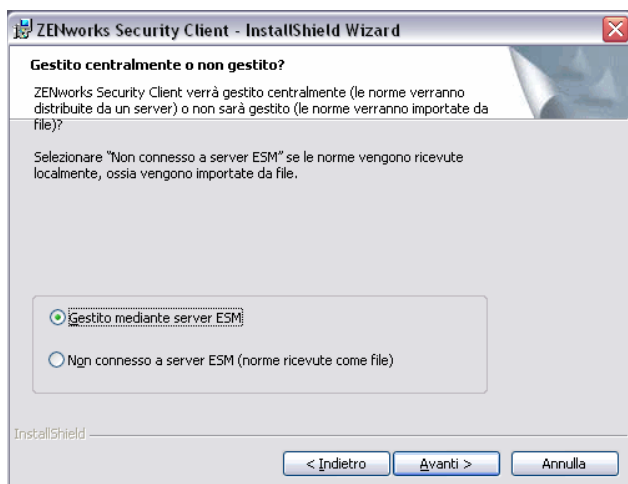 ZENworks Security Client - InstallShield Wizard
Gestito centralmente o non gestito?
ZENworks Security Client verrà gestito centralmente (le norme verranno
distribuite da un server) o non sarà gestito (le norme verranno importate da
file)?
Selezionare "Non connesso a server ESM" se le norme vengono ricevute
localmente, ossia vengono importate da file.
Gestito mediante server ESM
Non connesso a server ESM (norme ricevute come file)
InstallShield
< Indietro
Avanti >
Annulla